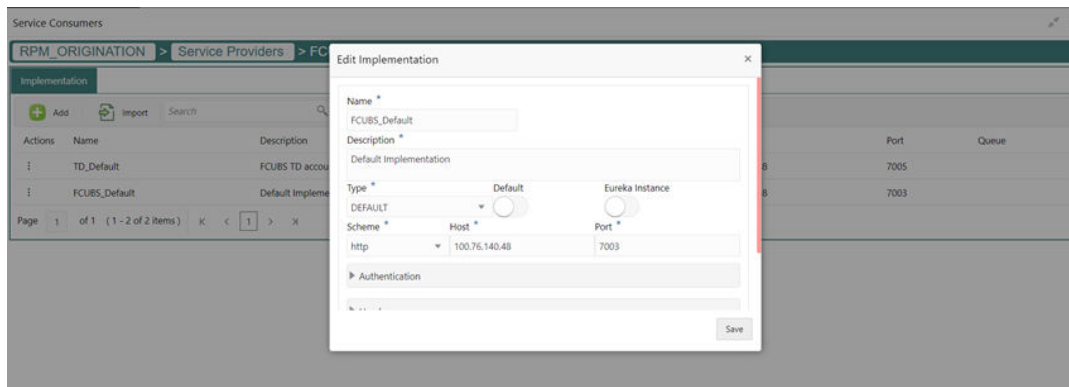 Service Consumers
RPM_ORIGINATION > Service Providers > FC
Edit Implementation ×
Implementation
Name *
Add Import Search
FCUBS_Default
Actions Name Description Port Queue
Description *
Default Implementation
TD_Default FCUBS TD accou 8 7005
Type * Default Eureka Instance
FCUBS_Default Default Impleme 8 7003
DEFAULT
Page 1 of 1 (1 - 2 of 2 items) K < 1 > X
Scheme * Host * Port *
http 100.76.140.48 7003
Authentication
Save